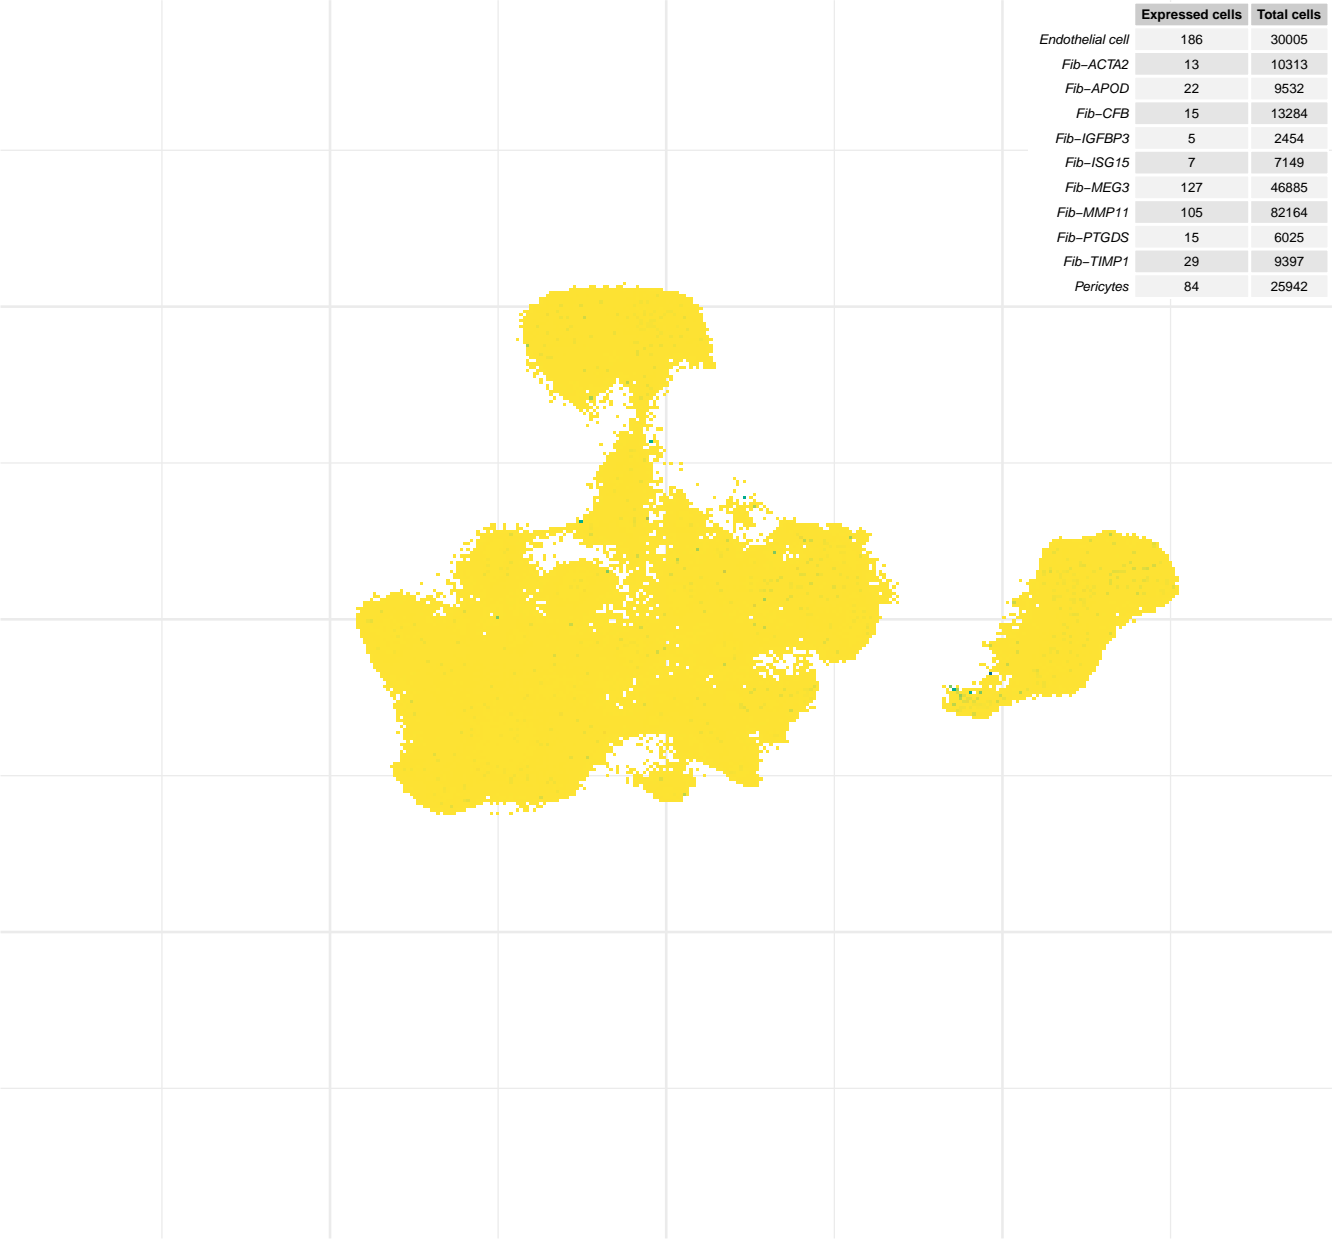 Expressed cells Total cells
Endothelial cell 186 30005
Fib−ACTA2 13 10313
Fib−APOD 22 9532
Fib−CFB 15 13284
Fib−IGFBP3 5 2454
Fib−ISG15 7 7149
Fib−MEG3 127 46885
Fib−MMP11 105 82164
Fib−PTGDS 15 6025
Fib−TIMP1 29 9397
Pericytes 84 25942